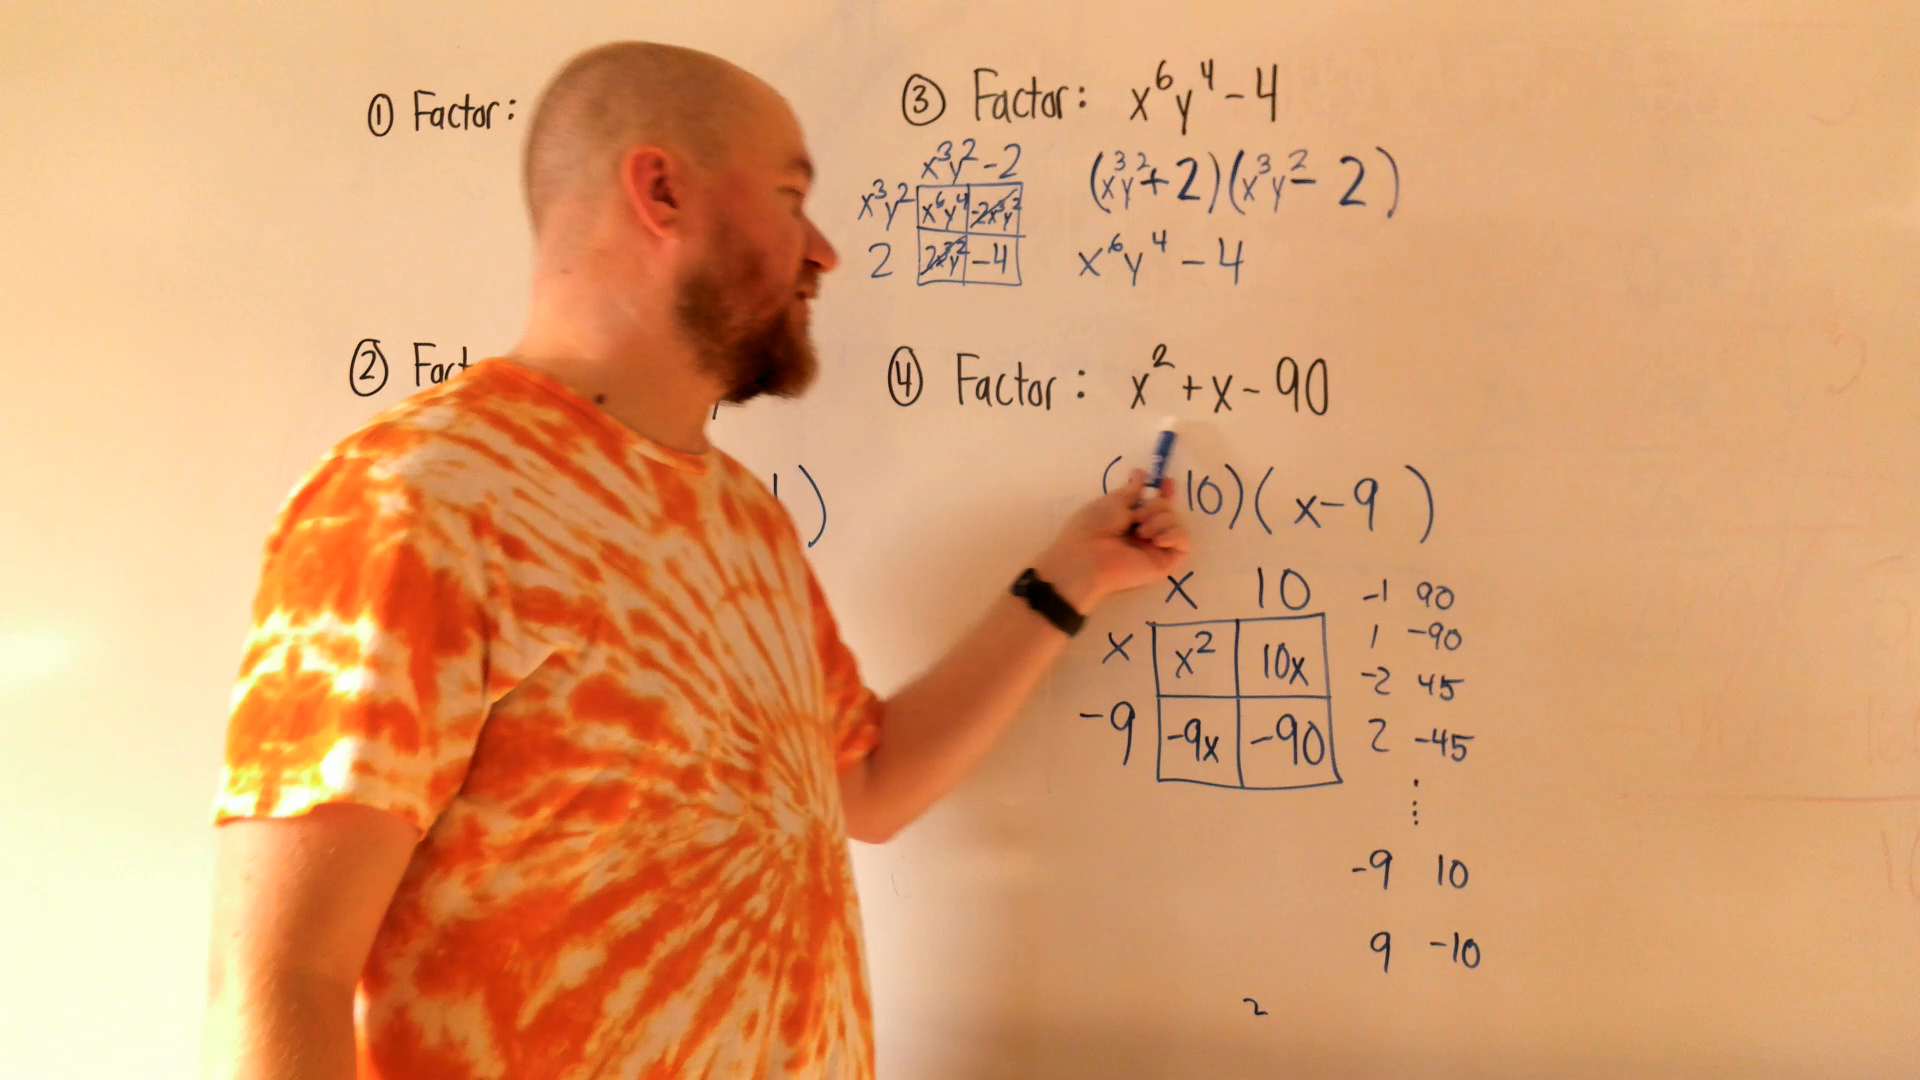 ① Factor:
② Fact
)
③ Factor: x⁶y⁴ - 4
x³y² - 2
x³y² x⁶y⁴ -2x³y²
2 2x³y² -4
(x³y² + 2)(x³y² - 2)
x⁶y⁴ - 4
④ Factor: x² + x - 90
( 10)( x - 9 )
x 10
x x² 10x
-9 -9x -90
-1 90
1 -90
-2 45
2 -45
⋮
-9 10
9 -10
2